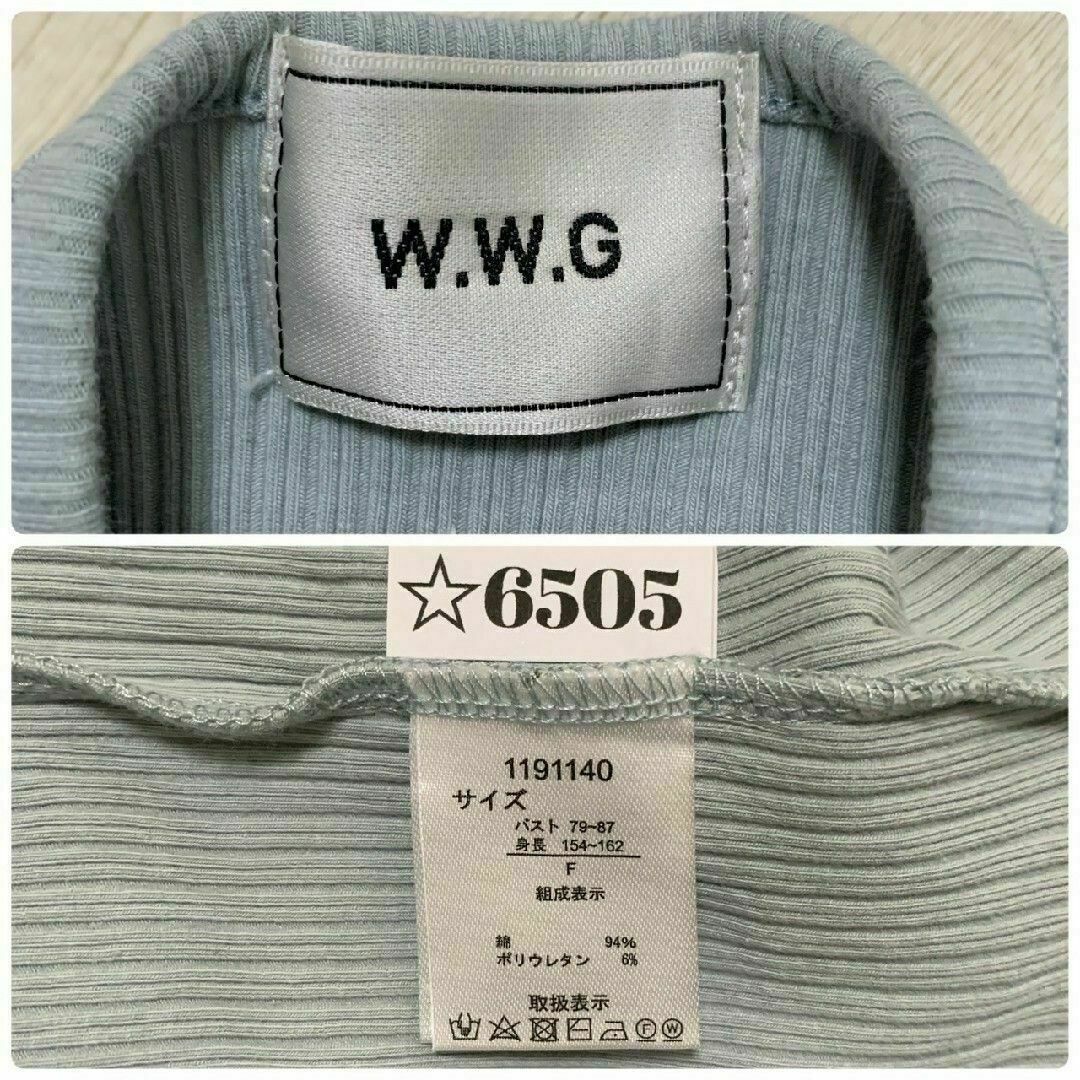 W.W.G
☆6505
1191140
サイズ
バスト 79~87
身長 154~162
F
組成表示
綿 94%
ポリウレタン 6%
取扱表示